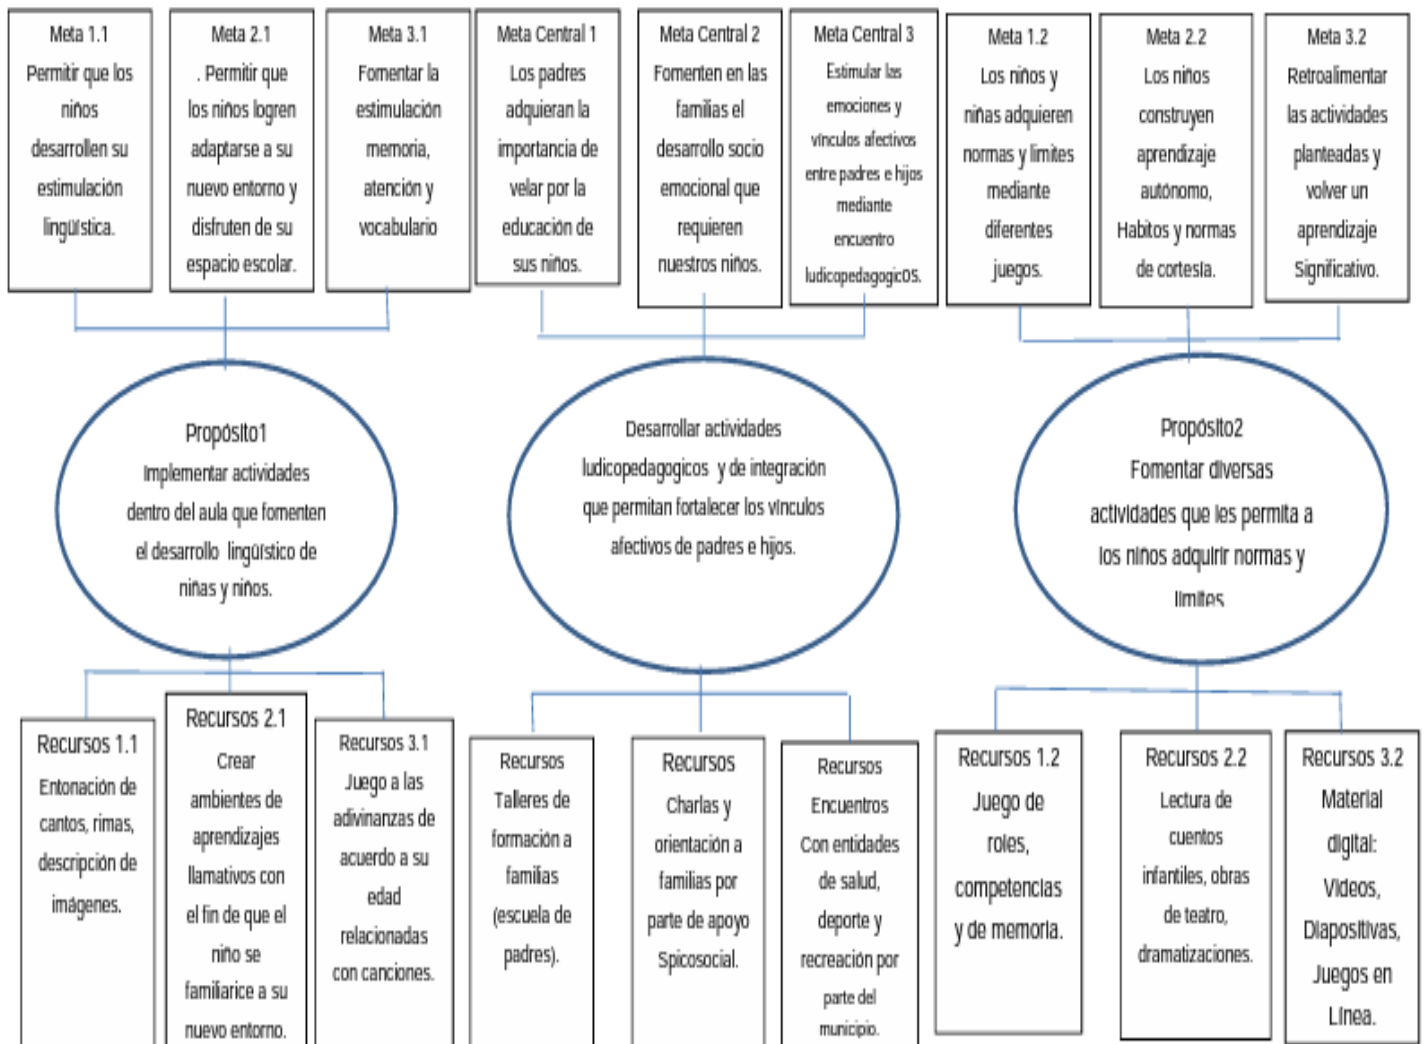 Meta 1.1
Permitir que los
niños
desarrollen su
estimulación
lingüística.
Meta 2.1
. Permitir que
los niños logren
adaptarse a su
nuevo entorno y
disfruten de su
espacio escolar.
Meta 3.1
Fomentar la
estimulación
memoria,
atención y
vocabulario
Meta Central 1
Los padres
adquieran la
importancia de
velar por la
educación de
sus niños.
Meta Central 2
Fomenten en las
familias el
desarrollo socio
emocional que
requieren
nuestros niños.
Meta Central 3
Estimular las
emociones y
vínculos afectivos
entre padres e hijos
mediante
encuentro
ludicopedagogicos.
Meta 1.2
Los niños y
niñas adquieren
normas y limites
mediante
diferentes
juegos.
Meta 2.2
Los niños
construyen
aprendizaje
autónomo,
Habitos y normas
de cortesía.
Meta 3.2
Retroalimentar
las actividades
planteadas y
volver un
aprendizaje
Significativo.
Propósito1
Implementar actividades
dentro del aula que fomenten
el desarrollo lingüístico de
niñas y niños.
Desarrollar actividades
ludicopedagogicos y de integración
que permitan fortalecer los vínculos
afectivos de padres e hijos.
Propósito2
Fomentar diversas
actividades que les permita a
los niños adquirir normas y
limites
Recursos 1.1
Entonación de
cantos, rimas,
descripción de
imágenes.
Recursos 2.1
Crear
ambientes de
aprendizajes
llamativos con
el fin de que el
niño se
familiarice a su
nuevo entorno.
Recursos 3.1
Juego a las
adivinanzas de
acuerdo a su
edad
relacionadas
con canciones.
Recursos
Talleres de
formación a
familias
(escuela de
padres).
Recursos
Charlas y
orientación a
familias por
parte de apoyo
Spicosocial.
Recursos
Encuentros
Con entidades
de salud,
deporte y
recreación por
parte del
municipio.
Recursos 1.2
Juego de
roles,
competencias
y de memoria.
Recursos 2.2
Lectura de
cuentos
infantiles, obras
de teatro,
dramatizaciones.
Recursos 3.2
Material
digital:
Videos,
Diapositivas,
Juegos en
Línea.